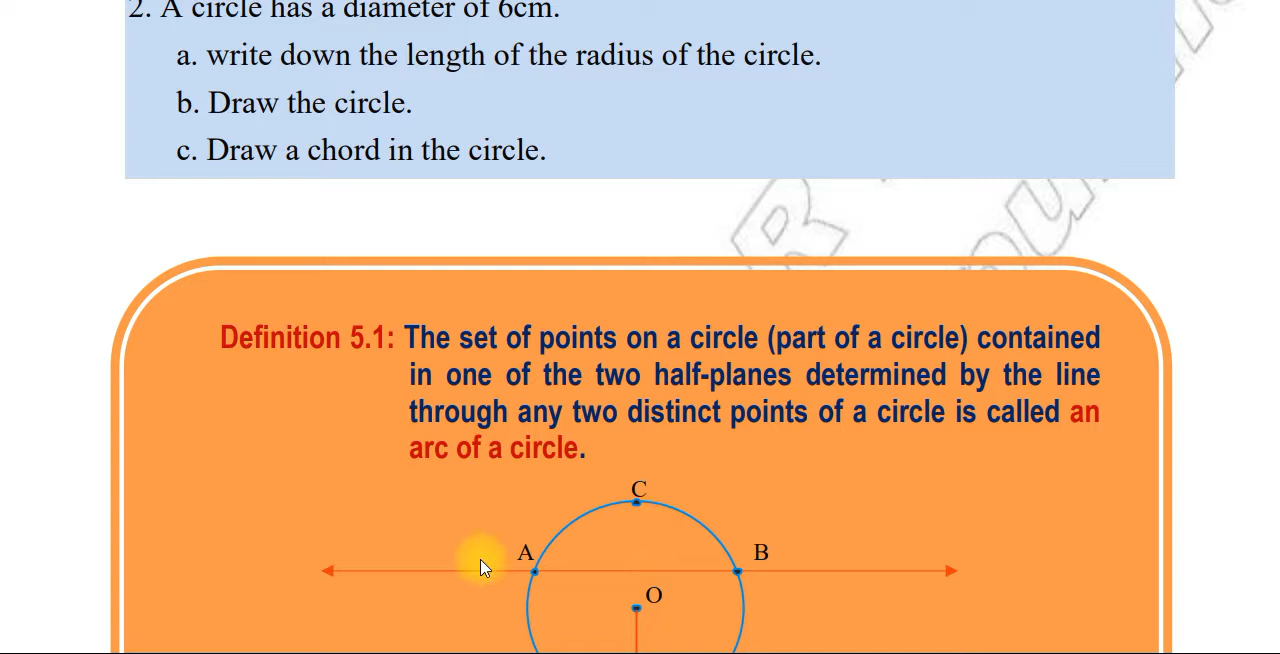 2. A circle has a diameter of 6cm.
a. write down the length of the radius of the circle.
b. Draw the circle.
c. Draw a chord in the circle.
Definition 5.1: The set of points on a circle (part of a circle) contained
in one of the two half-planes determined by the line
through any two distinct points of a circle is called an
arc of a circle.
C
A
B
O